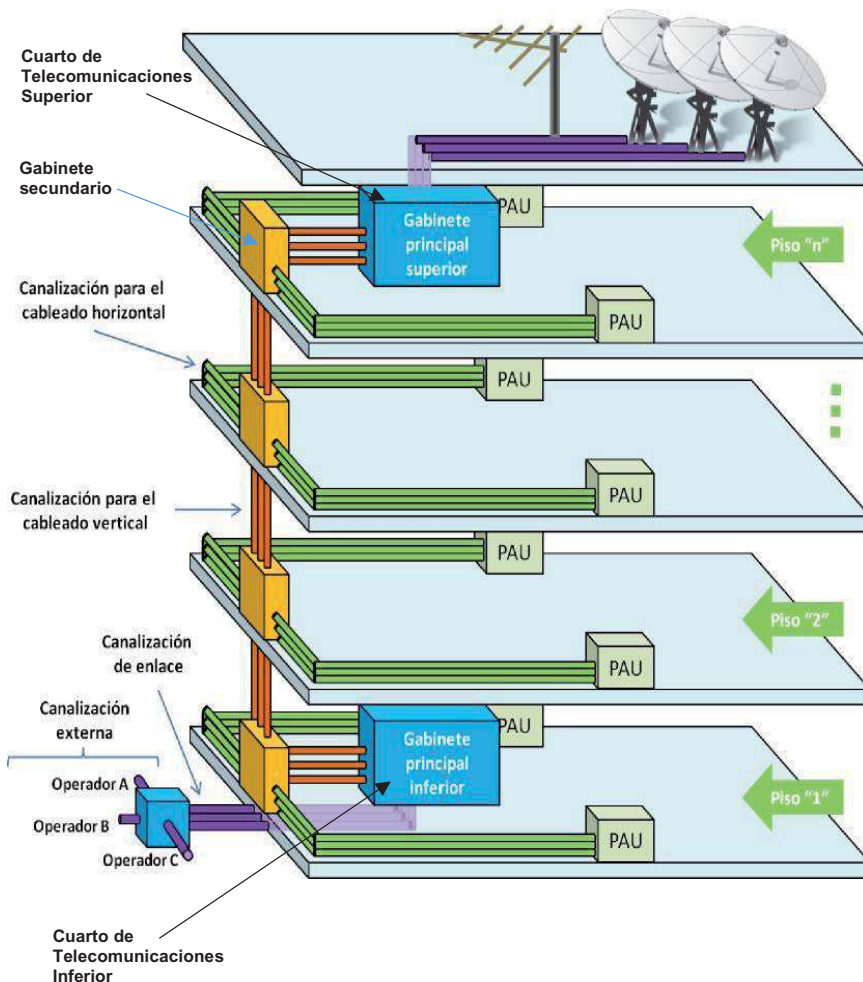 Cuarto de
Telecomunicaciones
Superior
Gabinete
secundario
Gabinete
principal
superior
PAU
Piso "n"
PAU
Canalización para el
cableado horizontal
PAU
PAU
Canalización para el
cableado vertical
PAU
Piso "2"
PAU
Canalización
de enlace
Canalización
externa
Gabinete
principal
inferior
PAU
Operador A
Operador B
Operador C
Piso "1"
PAU
Cuarto de
Telecomunicaciones
Inferior